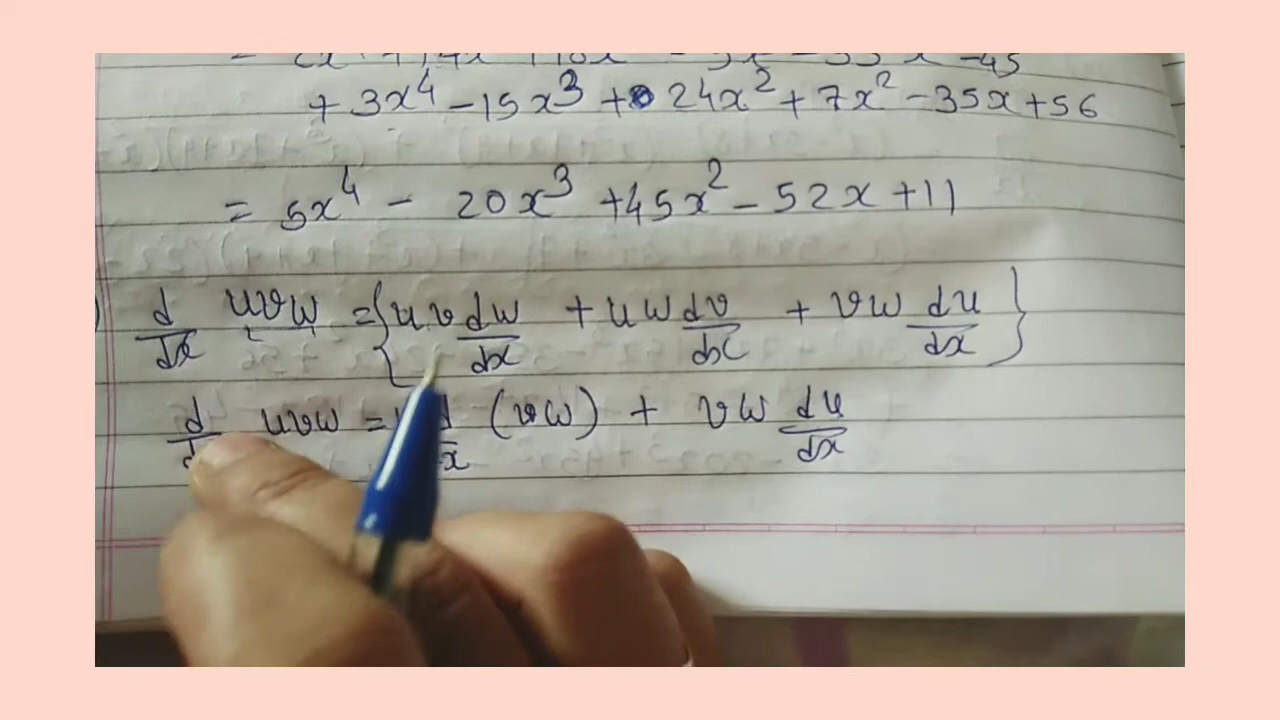 + 3x⁴ - 15x³ + 24x² + 7x² - 35x + 56
= 5x⁴ - 20x³ + 45x² - 52x + 11
d/dx uvw = {uv dw/dx + uw dv/dx + vw du/dx}
uvw = (vw) + vw du/dx